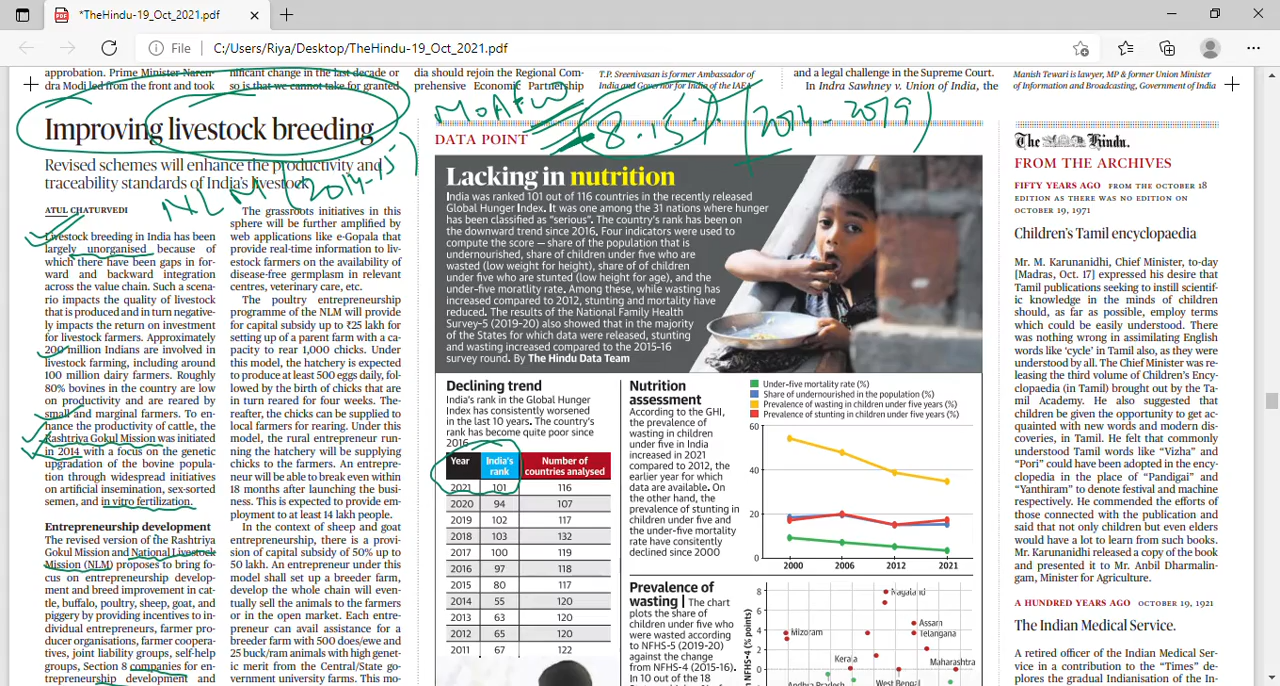 *TheHindu-19_Oct_2021.pdf
File
C:/Users/Riya/Desktop/TheHindu-19_Oct_2021.pdf
approbation. Prime Minister Naren-
dra Modi led from the front and took
nificant change in the last decade or
so is that we cannot take for granted
dia should rejoin the Regional Com-
prehensive Economic Partnership
T.P. Sreenivasan is former Ambassador of
India and Governor for India of the IAEA
and a legal challenge in the Supreme Court.
In Indra Sawhney v. Union of India, the
Manish Tewari is lawyer, MP & former Union Minister
of Information and Broadcasting, Government of India
MoAFW
8.15%
(2014-2019)
Improving livestock breeding
Revised schemes will enhance the productivity and
traceability standards of India's livestock
NLM (2014-15)
ATUL CHATURVEDI
Livestock breeding in India has been
largely unorganised because of
which there have been gaps in for-
ward and backward integration
across the value chain. Such a scena-
rio impacts the quality of livestock
that is produced and in turn negative-
ly impacts the return on investment
for livestock farmers. Approximately
200 million Indians are involved in
livestock farming, including around
100 million dairy farmers. Roughly
80% bovines in the country are low
on productivity and are reared by
small and marginal farmers. To en-
hance the productivity of cattle, the
Rashtriya Gokul Mission was initiated
in 2014 with a focus on the genetic
upgradation of the bovine popula-
tion through widespread initiatives
on artificial insemination, sex-sorted
semen, and in vitro fertilization.
Entrepreneurship development
The revised version of the Rashtriya
Gokul Mission and National Livestock
Mission (NLM) proposes to bring fo-
cus on entrepreneurship develop-
ment and breed improvement in cat-
tle, buffalo, poultry, sheep, goat, and
piggery by providing incentives to in-
dividual entrepreneurs, farmer pro-
ducer organisations, farmer coopera-
tives, joint liability groups, self-help
groups, Section 8 companies for en-
trepreneurship development and
The grassroots initiatives in this
sphere will be further amplified by
web applications like e-Gopala that
provide real-time information to liv-
estock farmers on the availability of
disease-free germplasm in relevant
centres, veterinary care, etc.
The poultry entrepreneurship
programme of the NLM will provide
for capital subsidy up to ₹25 lakh for
setting up of a parent farm with a ca-
pacity to rear 1,000 chicks. Under
this model, the hatchery is expected
to produce at least 500 eggs daily, fol-
lowed by the birth of chicks that are
in turn reared for four weeks. The-
reafter, the chicks can be supplied to
local farmers for rearing. Under this
model, the rural entrepreneur run-
ning the hatchery will be supplying
chicks to the farmers. An entrepre-
neur will be able to break even within
18 months after launching the busi-
ness. This is expected to provide em-
ployment to at least 14 lakh people.
In the context of sheep and goat
entrepreneurship, there is a provi-
sion of capital subsidy of 50% up to
50 lakh. An entrepreneur under this
model shall set up a breeder farm,
develop the whole chain will even-
tually sell the animals to the farmers
or in the open market. Each entre-
preneur can avail assistance for a
breeder farm with 500 does/ewe and
25 buck/ram animals with high genet-
ic merit from the Central/State go-
vernment university farms. This mo-
DATA POINT
Lacking in nutrition
India was ranked 101 out of 116 countries in the recently released
Global Hunger Index. It was one among the 31 nations where hunger
has been classified as "serious". The country's rank has been on
the downward trend since 2016. Four indicators were used to
compute the score — share of the population that is
undernourished, share of children under five who are
wasted (low weight for height), share of of children
under five who are stunted (low height for age), and the
under-five moratlity rate. Among these, while wasting has
increased compared to 2012, stunting and mortality have
reduced. The results of the National Family Health
Survey-5 (2019-20) also showed that in the majority
of the States for which data were released, stunting
and wasting increased compared to the 2015-16
survey round. By The Hindu Data Team
Declining trend
India's rank in the Global Hunger
Index has consistently worsened
in the last 10 years. The country's
rank has become quite poor since
2016
Year India's rank Number of countries analysed
2021 101 116
2020 94 107
2019 102 117
2018 103 132
2017 100 119
2016 97 118
2015 80 117
2014 55 120
2013 63 120
2012 65 120
2011 67 122
Nutrition
assessment
According to the GHI,
the prevalence of
wasting in children
under five in India
increased in 2021
compared to 2012, the
earlier year for which
data are available. On
the other hand, the
prevalence of stunting
in children under five
and the under-five
mortality rate have
consitently declined
since 2000
Under-five mortality rate (%)
Share of undernourished in the population (%)
Prevalence of wasting in children under five years (%)
Prevalence of stunting in children under five years (%)
60
40
20
0
2000 2006 2012 2021
Prevalence of
wasting | The chart
plots the share of
children under five who
were wasted according
to NFHS-5 (2019-20)
against the change
from NFHS-4 (2015-16).
In 10 out of the 18
NFHS-4 (% points)
8
6
4
2
0
Nagaland
Assam
Telangana
Mizoram
Kerala
Maharashtra
Andhra Pradesh
West Bengal
The Hindu.
FROM THE ARCHIVES
FIFTY YEARS AGO FROM THE OCTOBER 18
EDITION AS THERE WAS NO EDITION ON
OCTOBER 19, 1971
Children's Tamil encyclopaedia
Mr. M. Karunanidhi, Chief Minister, to-day
[Madras, Oct. 17] expressed his desire that
Tamil publications seeking to instill scientif-
ic knowledge in the minds of children
should, as far as possible, employ terms
which could be easily understood. There
was nothing wrong in assimilating English
words like 'cycle' in Tamil also, as they were
understood by all. The Chief Minister was re-
leasing the third volume of Children's Ency-
clopaedia (in Tamil) brought out by the Ta-
mil Academy. He also suggested that
children be given the opportunity to get ac-
quainted with new words and modern dis-
coveries, in Tamil. He felt that commonly
understood Tamil words like "Vizha" and
"Pori" could have been adopted in the ency-
clopedia in the place of "Pandigai" and
"Yanthiram" to denote festival and machine
respectively. He commended the efforts of
those connected with the publication and
said that not only children but even elders
would have a lot to learn from such books.
Mr. Karunanidhi released a copy of the book
and presented it to Mr. Anbil Dharmalin-
gam, Minister for Agriculture.
A HUNDRED YEARS AGO OCTOBER 19, 1921
The Indian Medical Service.
A retired officer of the Indian Medical Ser-
vice in a contribution to the "Times" de-
plores the gradual Indianisation of the In-